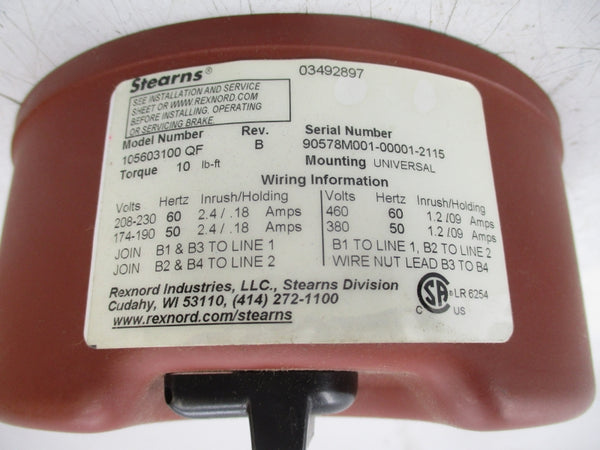 Stearns® 03492897
SEE INSTALLATION AND SERVICE
SHEET OR WWW.REXNORD.COM
BEFORE INSTALLING, OPERATING
OR SERVICING BRAKE.
Model Number Rev. Serial Number
105603100 QF B 90578M001-00001-2115
Torque 10 lb-ft Mounting UNIVERSAL
Wiring Information
Volts Hertz Inrush/Holding Volts Hertz Inrush/Holding
208-230 60 2.4 / .18 Amps 460 60 1.2 /09 Amps
174-190 50 2.4 / .18 Amps 380 50 1.2 /09 Amps
JOIN B1 & B3 TO LINE 1 B1 TO LINE 1, B2 TO LINE 2
JOIN B2 & B4 TO LINE 2 WIRE NUT LEAD B3 TO B4
Rexnord Industries, LLC., Stearns Division
Cudahy, WI 53110, (414) 272-1100
www.rexnord.com/stearns
C SA® US LR 6254